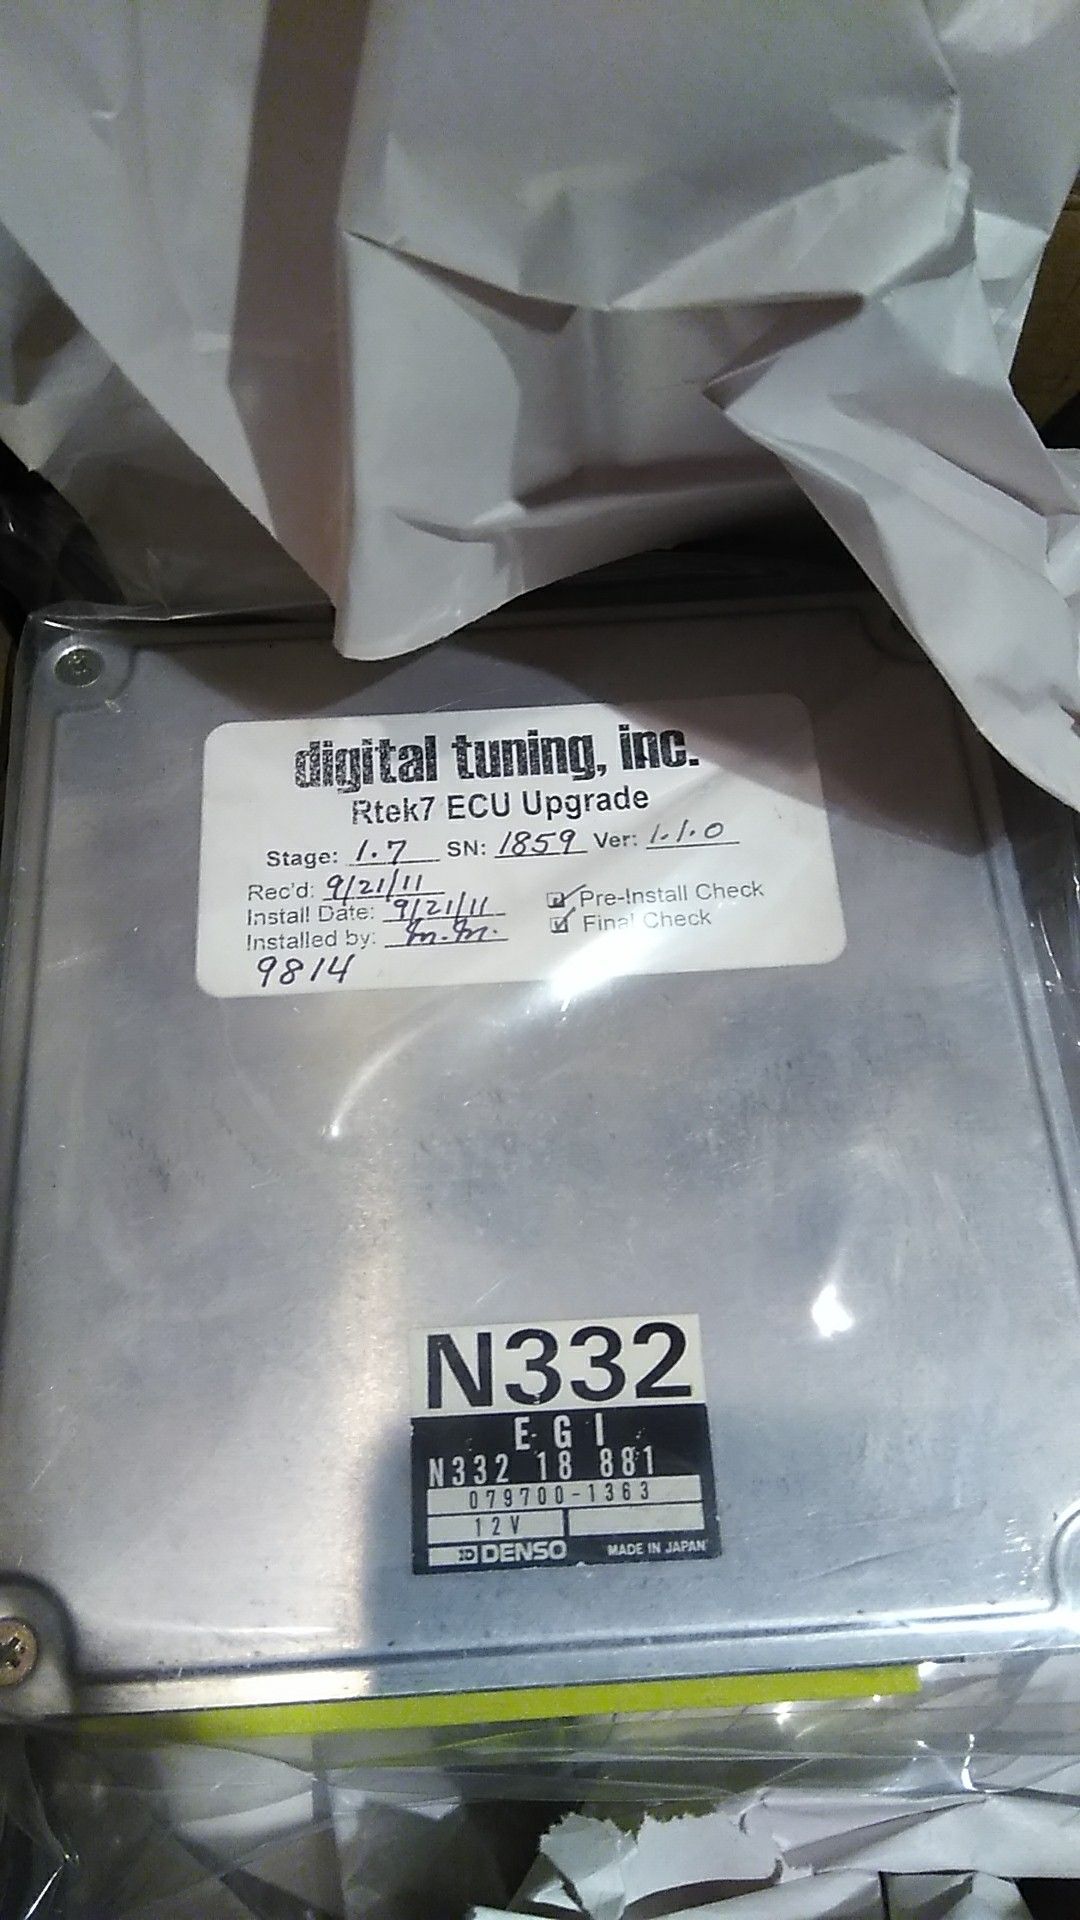 digital tuning, inc.
Rtek7 ECU Upgrade
Stage: 1.7 SN: 1859 Ver: 1.1.0
Rec'd: 9/21/11
Pre-Install Check
Install Date: 9/21/11
Final Check
Installed by: m.m.
9814
N332
EGI
N332 18 881
079700-1363
12V
DENSO MADE IN JAPAN